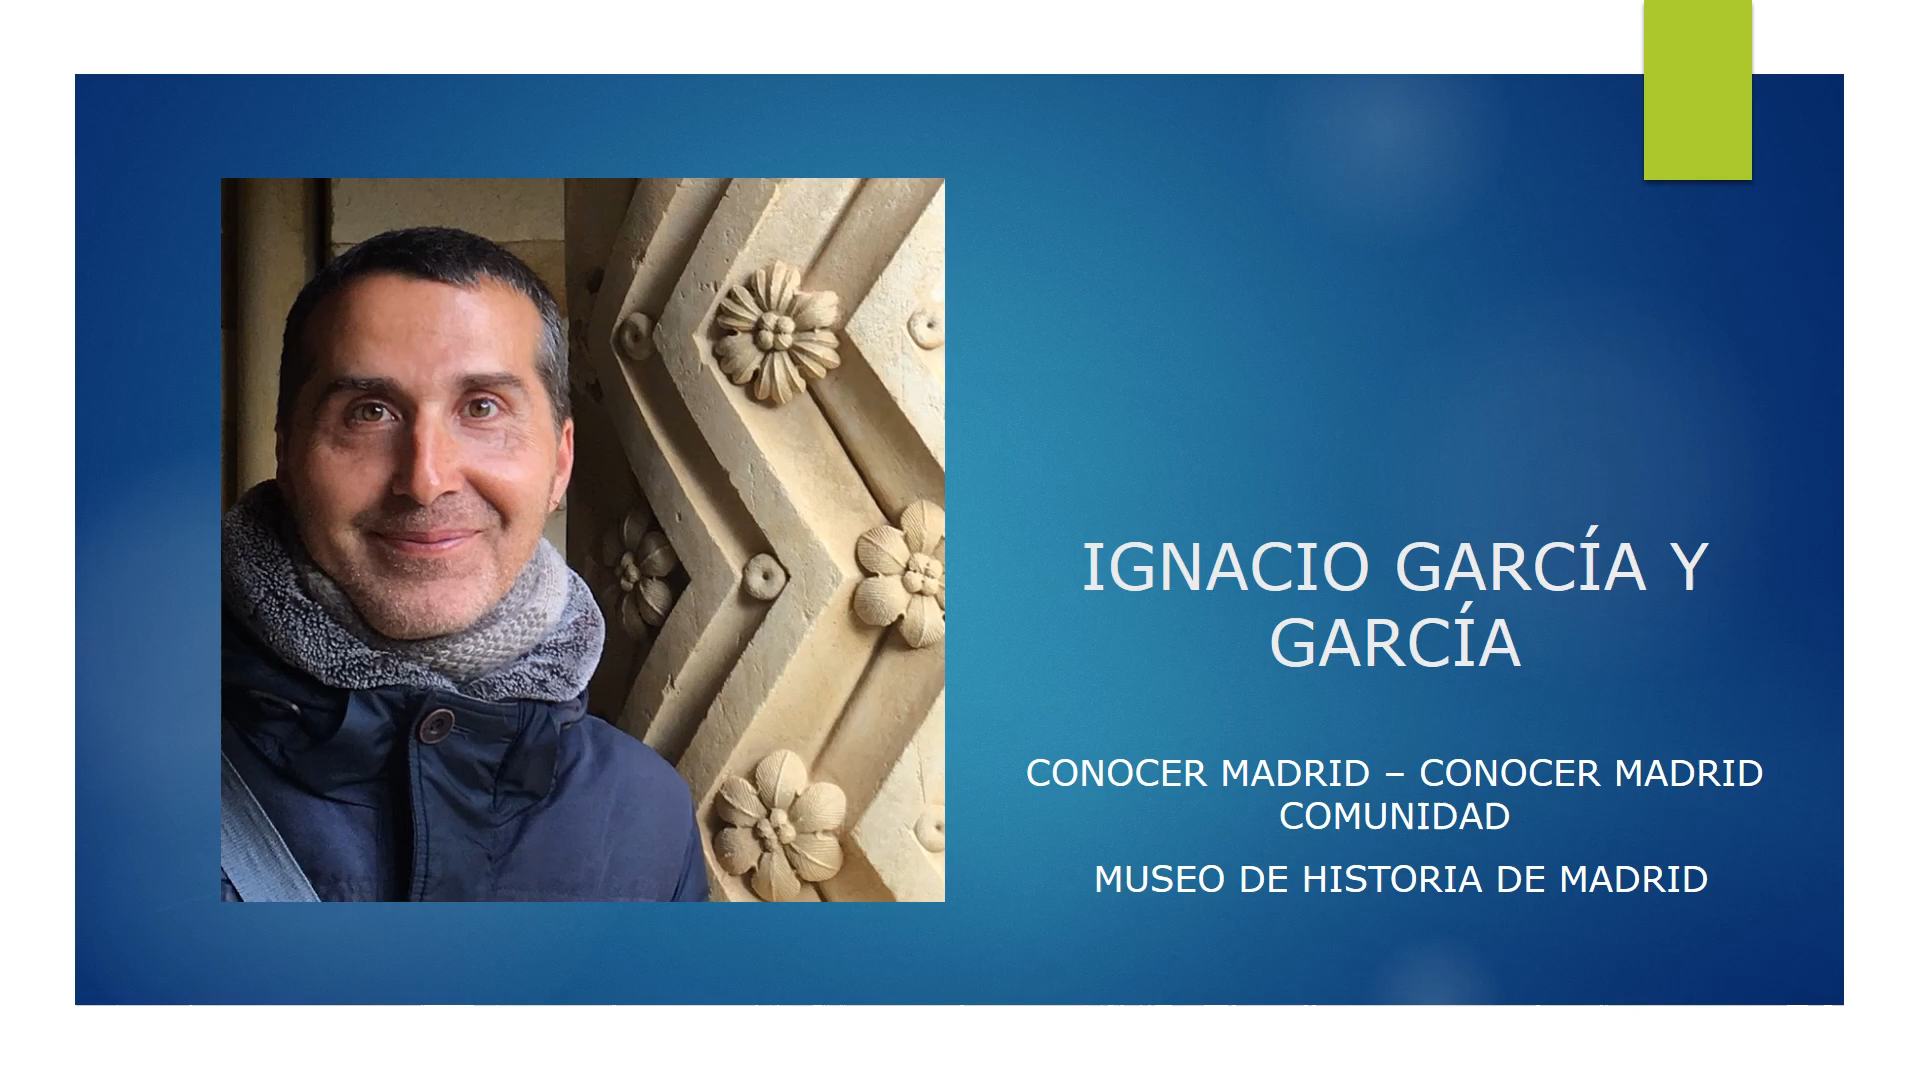 IGNACIO GARCÍA Y
GARCÍA
CONOCER MADRID – CONOCER MADRID
COMUNIDAD
MUSEO DE HISTORIA DE MADRID